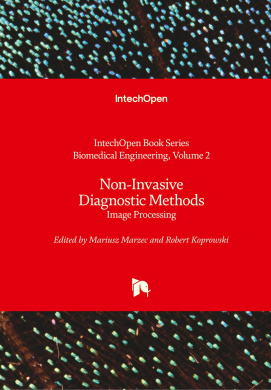 IntechOpen
IntechOpen Book Series
Biomedical Engineering, Volume 2
Non-Invasive
Diagnostic Methods
Image Processing
Edited by Mariusz Marzec and Robert Koprowski